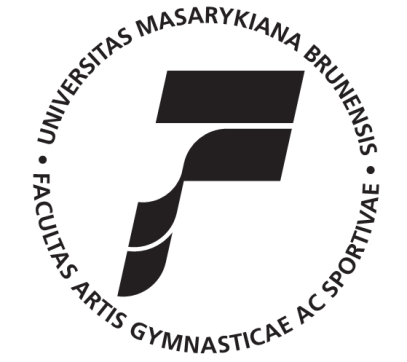 UNIVERSITAS MASARYKIANA BRUNENSIS
• FACULTAS ARTIS GYMNASTICAE AC SPORTIVAE •
F